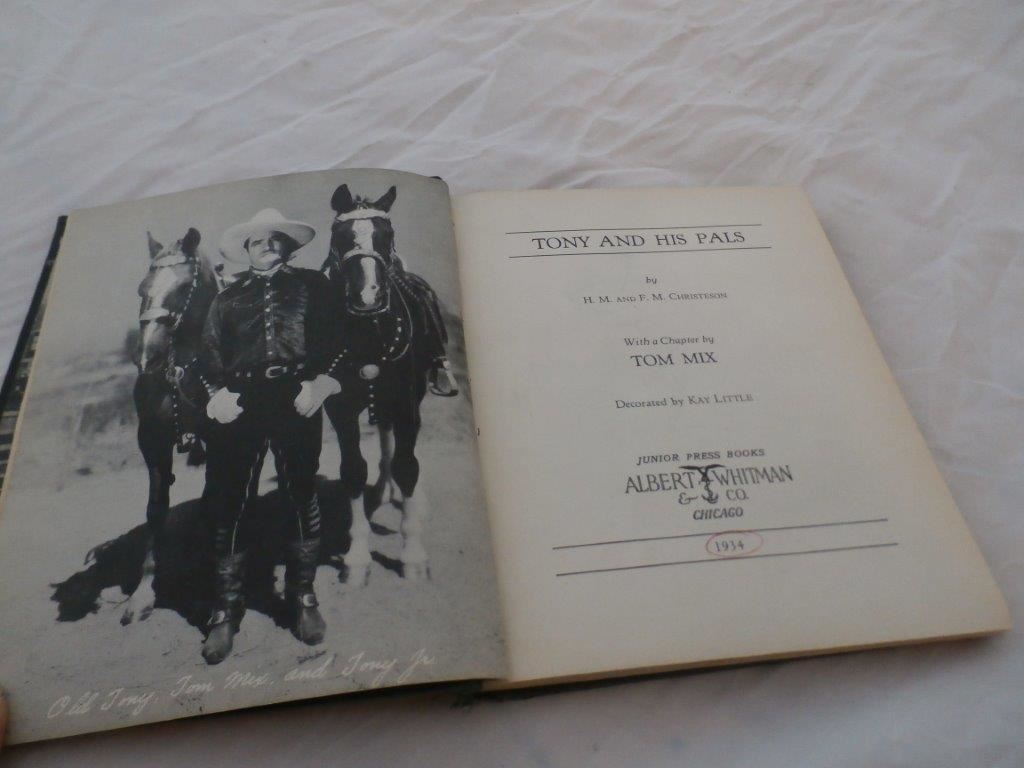 Old Tony, Tom Mix, and Tony Jr.
TONY AND HIS PALS
by
H. M. AND F. M. CHRISTESON
With a Chapter by
TOM MIX
Decorated by KAY LITTLE
JUNIOR PRESS BOOKS
ALBERT WHITMAN
& CO.
CHICAGO
1934